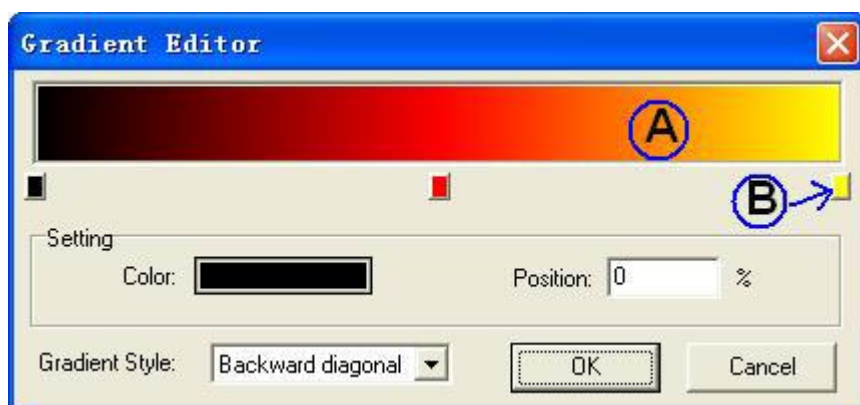 Gradient Editor
A
B
Setting
Color:
Position: 0 %
Gradient Style: Backward diagonal OK Cancel